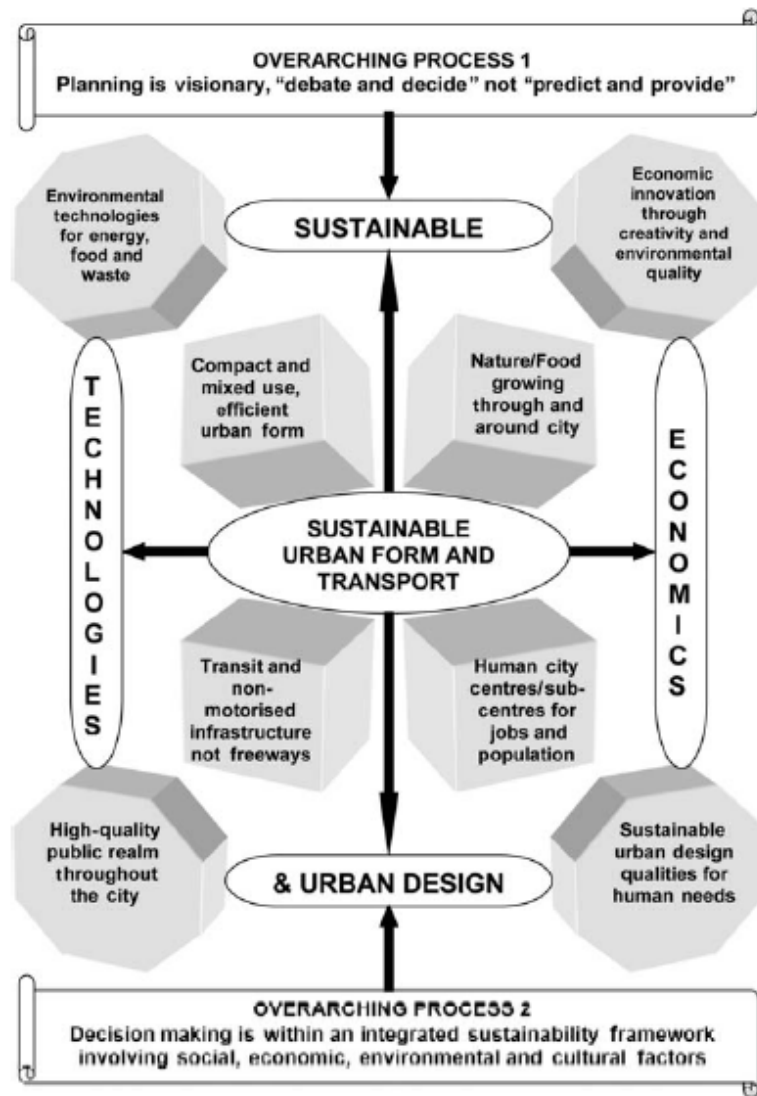 OVERARCHING PROCESS 1
Planning is visionary, “debate and decide” not “predict and provide”
Environmental
technologies
for energy,
food and
waste
SUSTAINABLE
Economic
innovation
through
creativity and
environmental
quality
Compact and
mixed use,
efficient
urban form
Nature/Food
growing
through and
around city
TECHNOLOGIES
SUSTAINABLE
URBAN FORM AND
TRANSPORT
ECONOMICS
Transit and
non-
motorised
infrastructure
not freeways
Human city
centres/sub-
centres for
jobs and
population
High-quality
public realm
throughout
the city
& URBAN DESIGN
Sustainable
urban design
qualities for
human needs
OVERARCHING PROCESS 2
Decision making is within an integrated sustainability framework
involving social, economic, environmental and cultural factors